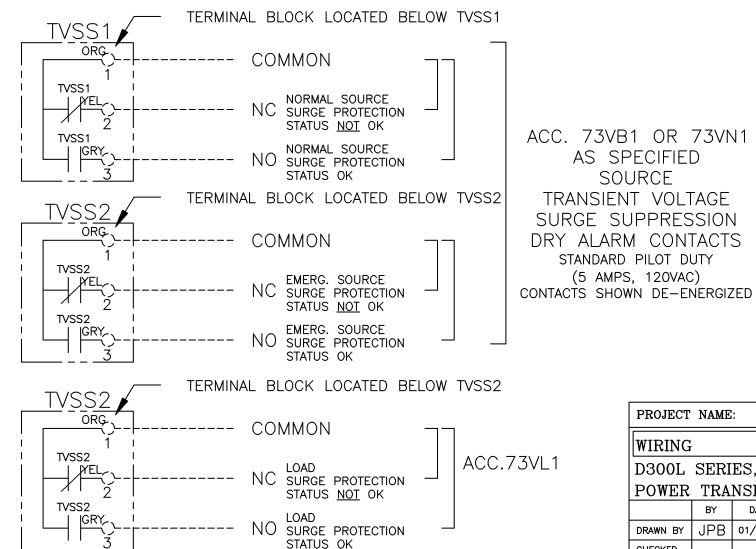 TERMINAL BLOCK LOCATED BELOW TVSS1
TVSS1
ORG
1
COMMON
TVSS1
YEL
2
NC NORMAL SOURCE
SURGE PROTECTION
STATUS NOT OK
TVSS1
GRY
3
NO NORMAL SOURCE
SURGE PROTECTION
STATUS OK
TERMINAL BLOCK LOCATED BELOW TVSS2
TVSS2
ORG
1
COMMON
TVSS2
YEL
2
NC EMERG. SOURCE
SURGE PROTECTION
STATUS NOT OK
TVSS2
GRY
3
NO EMERG. SOURCE
SURGE PROTECTION
STATUS OK
ACC. 73VB1 OR 73VN1
AS SPECIFIED
SOURCE
TRANSIENT VOLTAGE
SURGE SUPPRESSION
DRY ALARM CONTACTS
STANDARD PILOT DUTY
(5 AMPS, 120VAC)
CONTACTS SHOWN DE-ENERGIZED
TERMINAL BLOCK LOCATED BELOW TVSS2
TVSS2
ORG
1
COMMON
TVSS2
YEL
2
NC LOAD
SURGE PROTECTION
STATUS NOT OK
TVSS2
GRY
3
NO LOAD
SURGE PROTECTION
STATUS OK
ACC.73VL1
PROJECT NAME:
WIRING
D300L SERIES,
POWER
BY
DRAWN BY JPB 01/